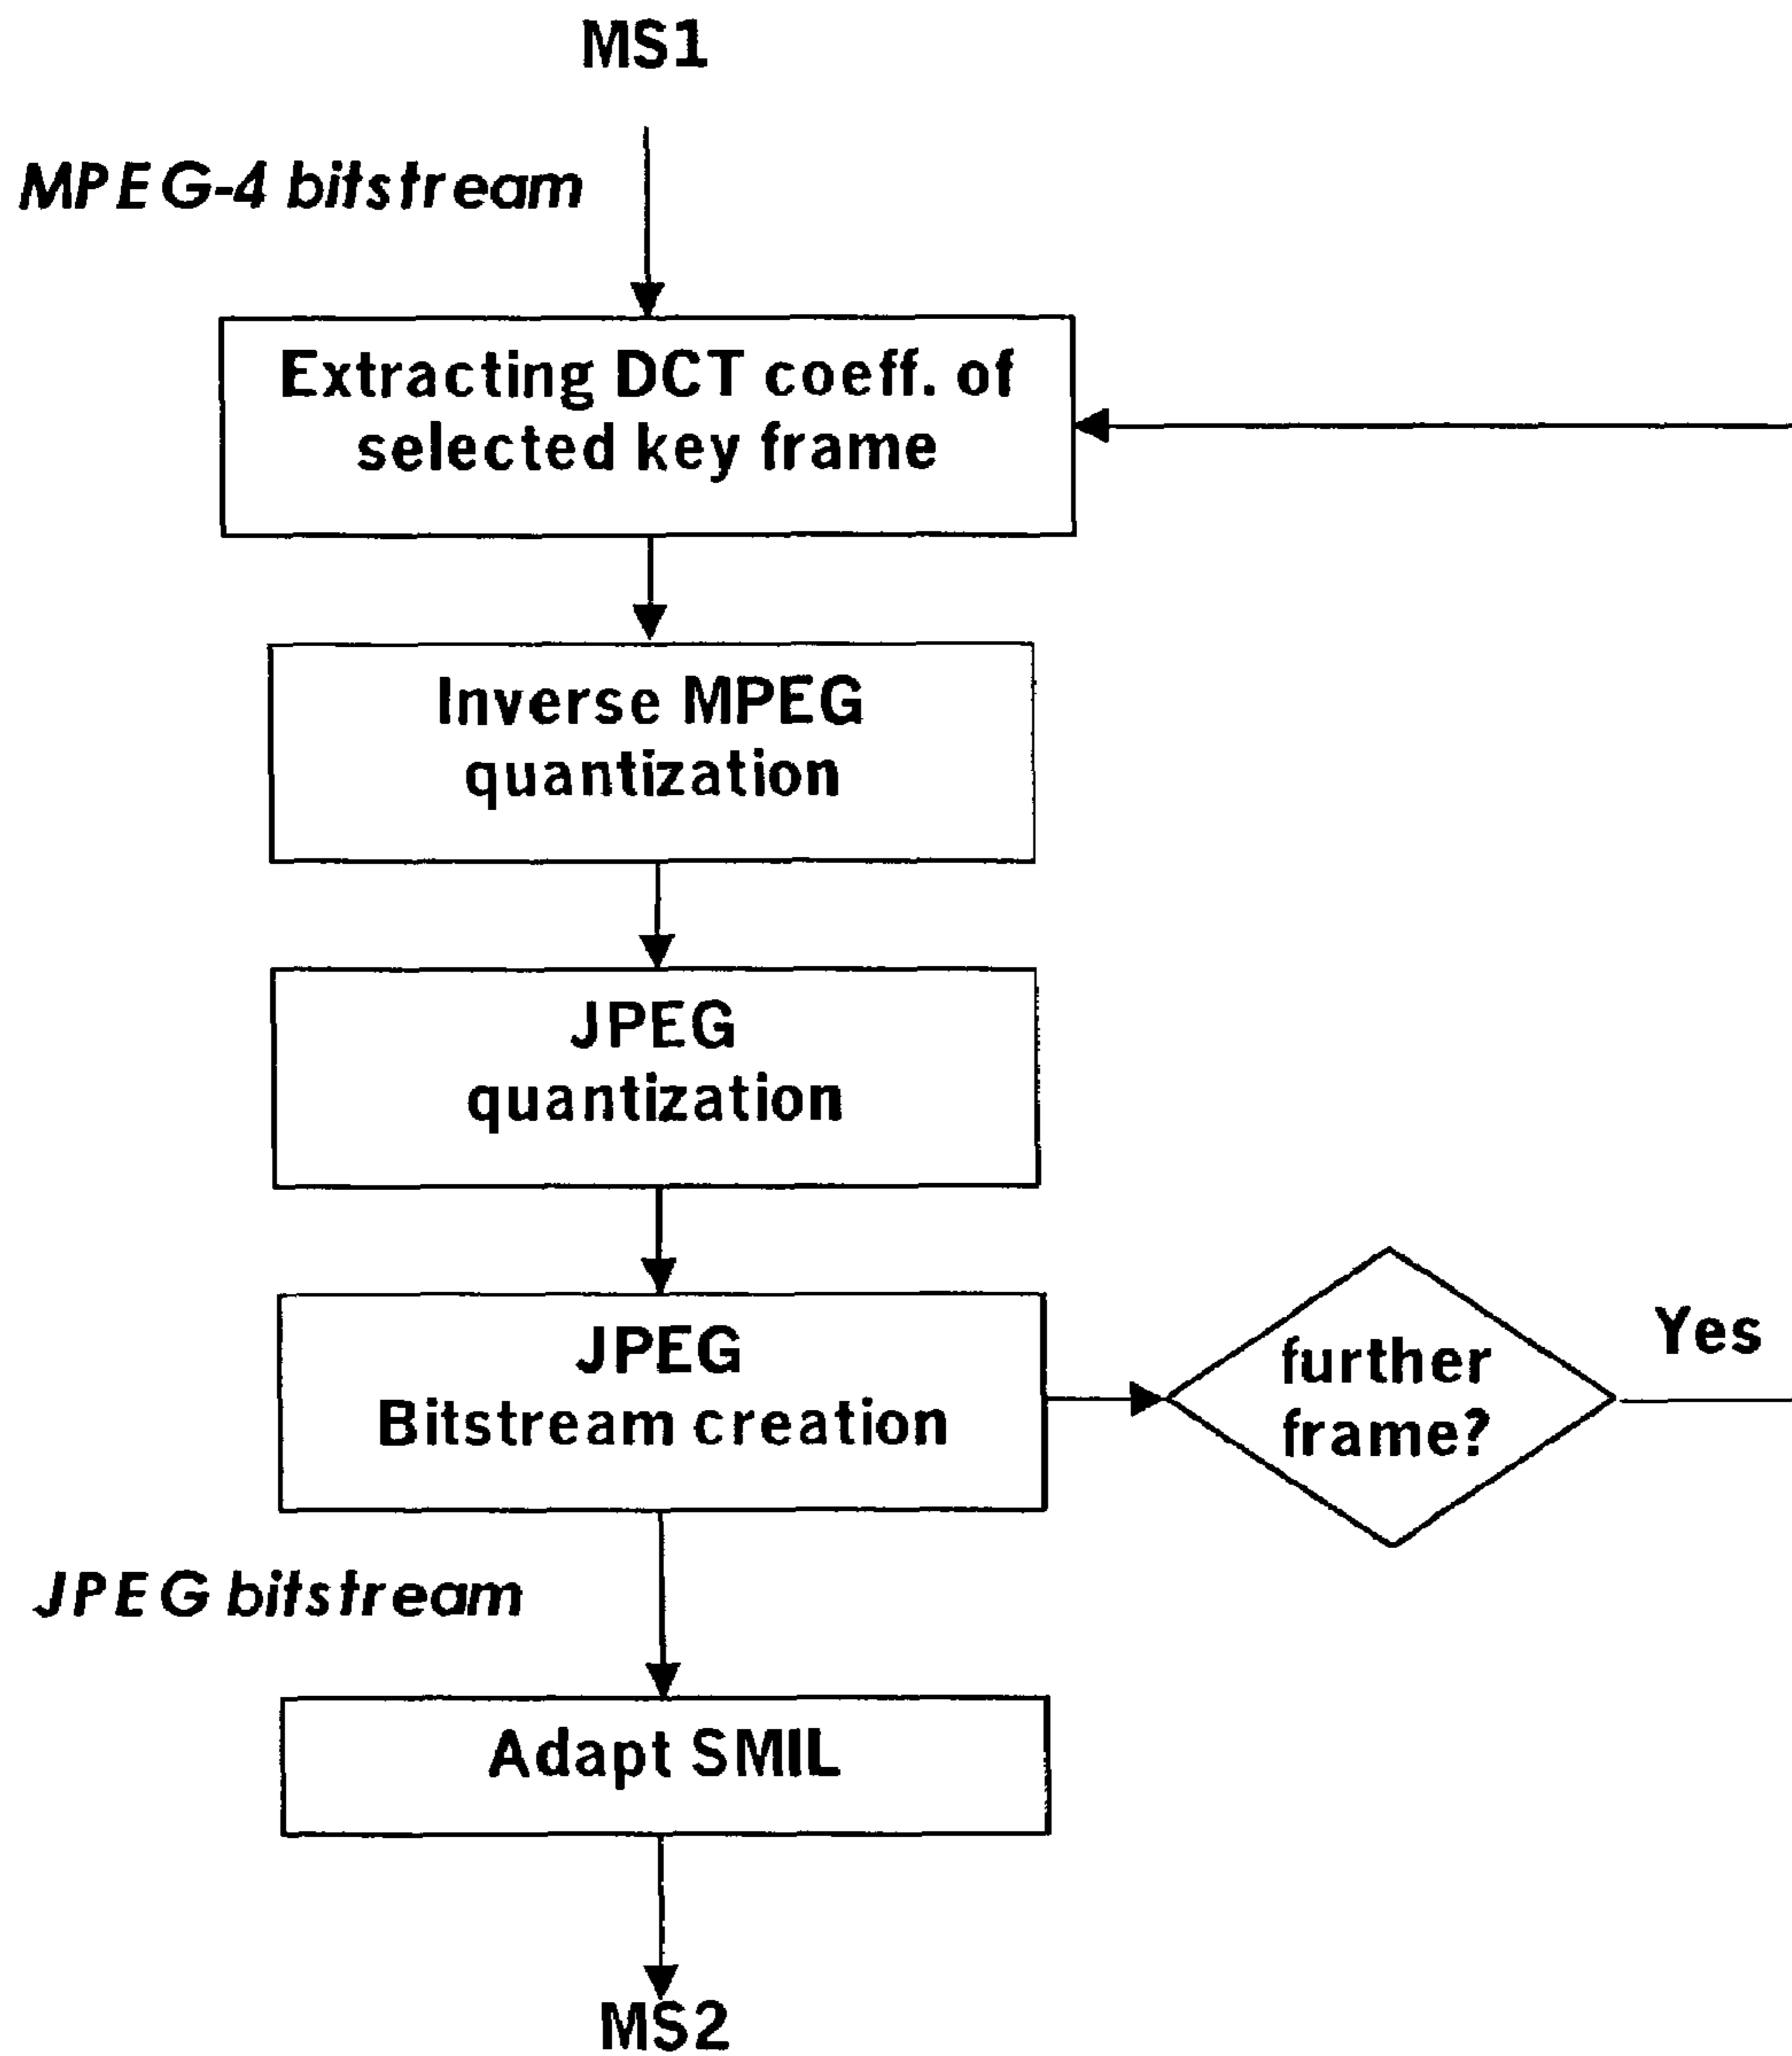 MS1
MPEG-4 bitstream
Extracting DCT coeff. of
selected key frame
Inverse MPEG
quantization
JPEG
quantization
JPEG
Bitstream creation
further
frame?
Yes
JPEG bitstream
Adapt SMIL
MS2